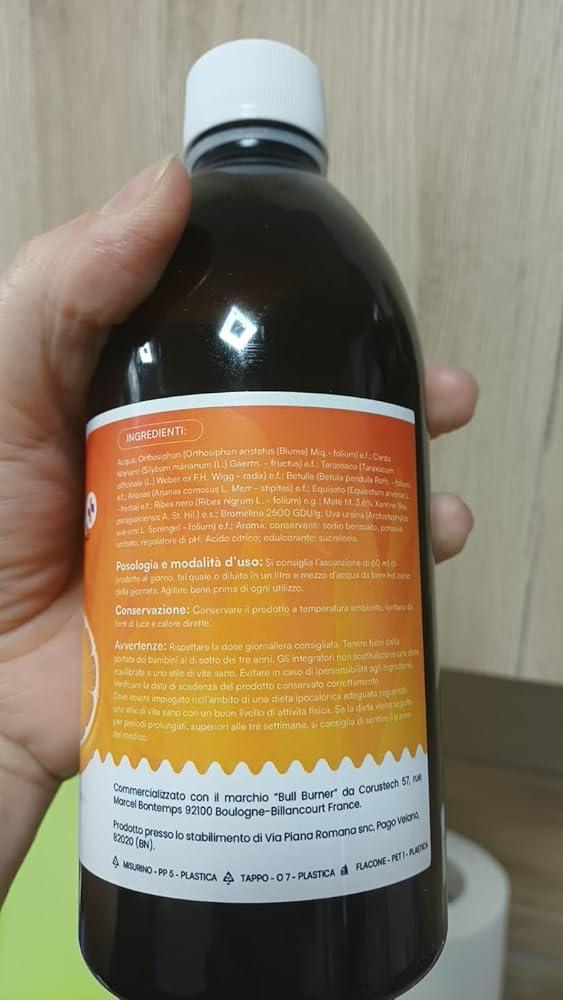 INGREDIENTI:
Acqua; Orthosiphon (Orthosiphon aristatus (Blume) Miq.- folium) e.f.; Cardo
Mariano (Silybum marianum (L.) Gaertn. - fructus) e.f.; Tarassaco (Taraxacum
officinale (L.) Weber ex F.H. Wigg - radix) e.f.; Betulla (Betula pendula Roth. - folium)
e.f.; Ananas (Ananas comosus L. Merr - stipites) e.f.; Equiseto (Equisetum arvense L.
- herba) e.f.; Ribes nero (Ribes nigrum L. - folium) e.g.; Matè tit. 3,6% Xant.ne (Ilex
paraguariensis A. St. Hil.) e.s.; Bromelina 2500 GDU/g; Uva ursina (Arctostaphylos
uva-ursi L. Sprengel - folium) e.f.; Aroma; conservanti: sodio benzoato, potassio
sorbato; regolatore di pH: Acido citrico; edulcorante: sucralosio.
Posologia e modalità d'uso: Si consiglia l'assunzione di 60 ml di
prodotto al giorno, tal quale o diluito in un litro e mezzo d'acqua da bere nel corso
della giornata. Agitare bene prima di ogni utilizzo.
Conservazione: Conservare il prodotto a temperatura ambiente, lontano da
fonti di luce e calore dirette.
Avvertenze: Rispettare la dose giornaliera consigliata. Tenere fuori dalla
portata dei bambini al di sotto dei tre anni. Gli integratori non sostituiscono una dieta
equilibrata e uno stile di vita sano. Evitare in caso di ipersensibilità agli ingredienti.
Verificare la data di scadenza del prodotto conservato correttamente
Deve essere impiegato nell'ambito di una dieta ipocalorica adeguata seguendo
uno stile di vita sano con un buon livello di attività fisica. Se la dieta viene seguita
per periodi prolungati, superiori alle tre settimane, si consiglia di sentire il parere
del medico.
Commercializzato con il marchio "Bull Burner" da Corustech 57, rue
Marcel Bontemps 92100 Boulogne-Billancourt France.
Prodotto presso lo stabilimento di Via Piana Romana snc, Pago Veiano,
82020 (BN).
MISURINO - PP 5 - PLASTICA TAPPO - O 7 - PLASTICA FLACONE - PET 1 - PLASTICA